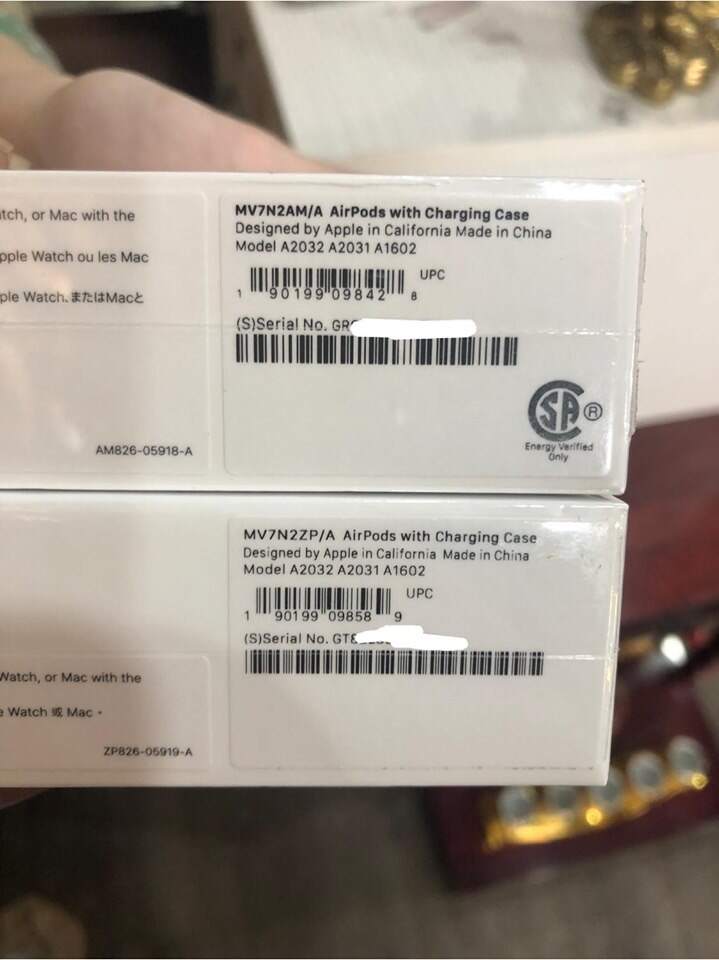 tch, or Mac with the
pple Watch ou les Mac
ple Watch、またはMacと
AM826-05918-A
MV7N2AM/A AirPods with Charging Case
Designed by Apple in California Made in China
Model A2032 A2031 A1602
UPC
1 90199 09842 8
(S)Serial No. GR
SA ®
Energy Verified
Only
Watch, or Mac with the
e Watch 或 Mac。
ZP826-05919-A
MV7N2ZP/A AirPods with Charging Case
Designed by Apple in California Made in China
Model A2032 A2031 A1602
UPC
1 90199 09858 9
(S)Serial No. GT